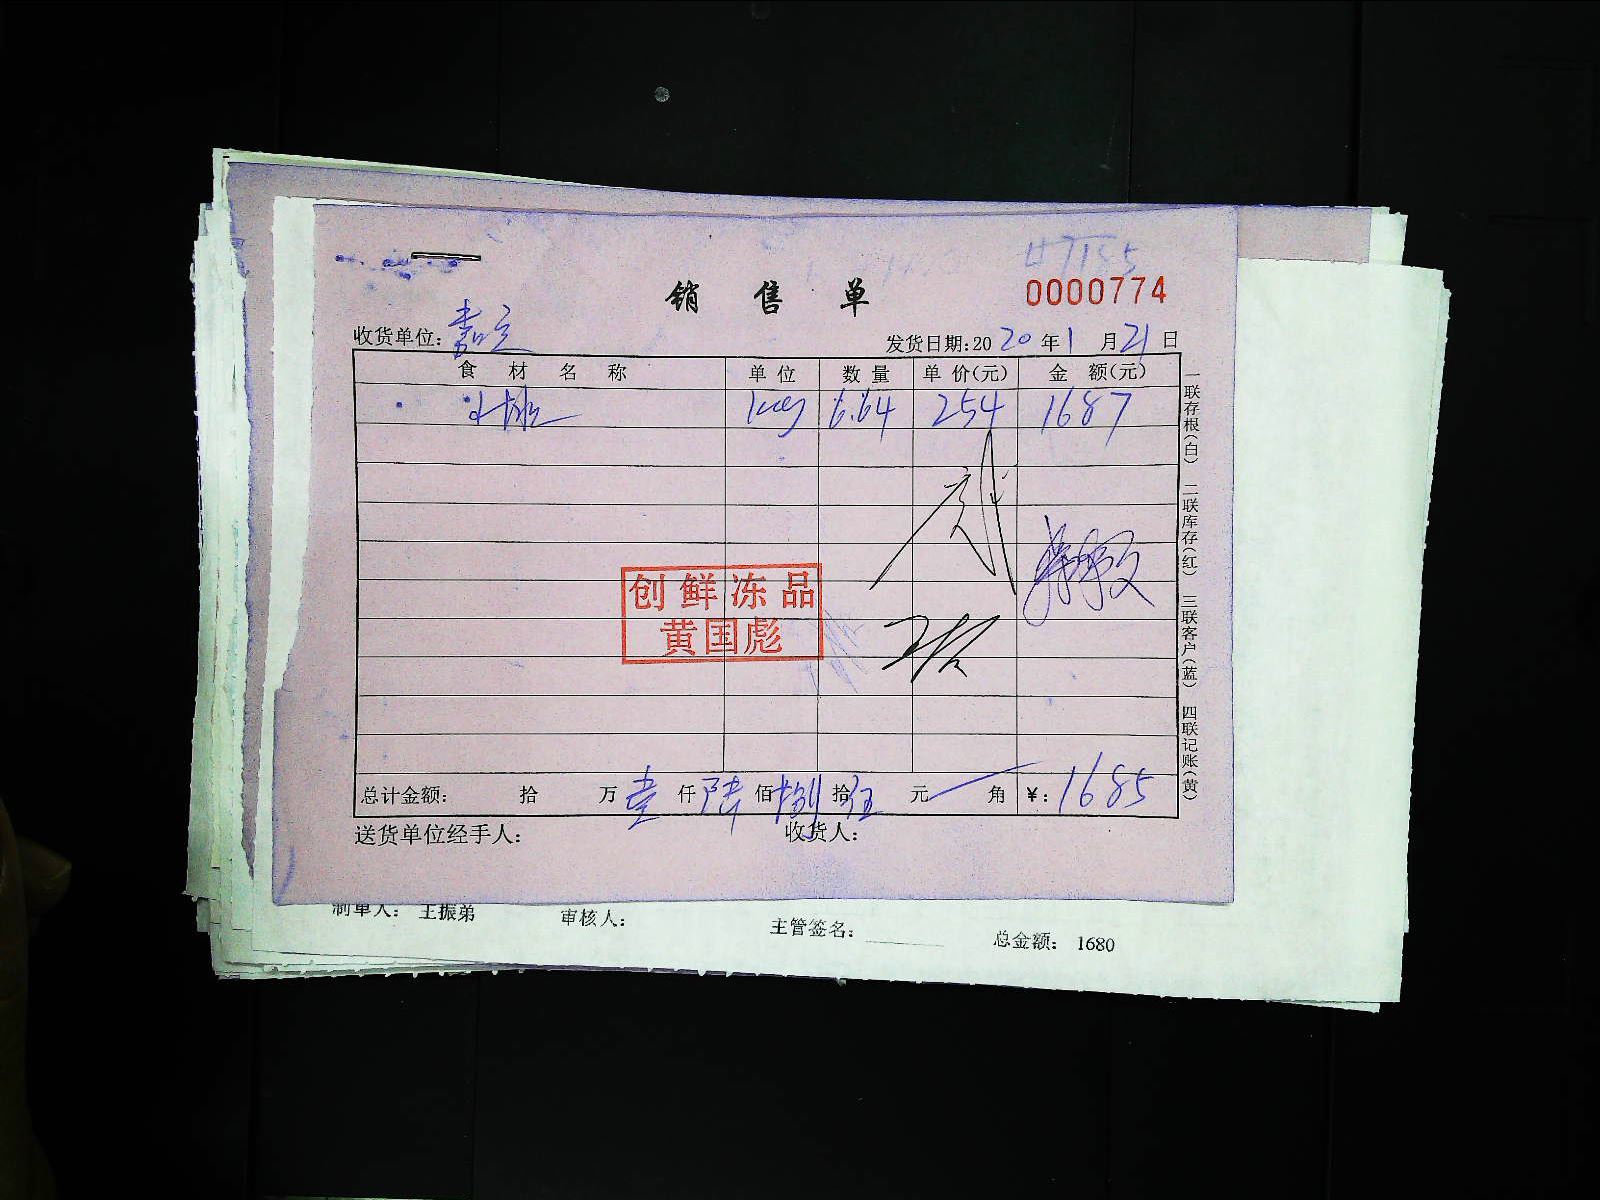 销售单
0000774
收货单位：嘉定
发货日期：2020年1月21日
食材名称 单位 数量 单价(元) 金额(元)
kg 6.64 254 1687
创鲜冻品
黄国彪
总计金额： 拾 万壹仟陆佰捌拾伍元 角 ¥：1685
送货单位经手人： 收货人：
一联存根(白) 二联库存(红) 三联客户(蓝) 四联记账(黄)
制单人： 王振弟 审核人： 主管签名： 总金额： 1680